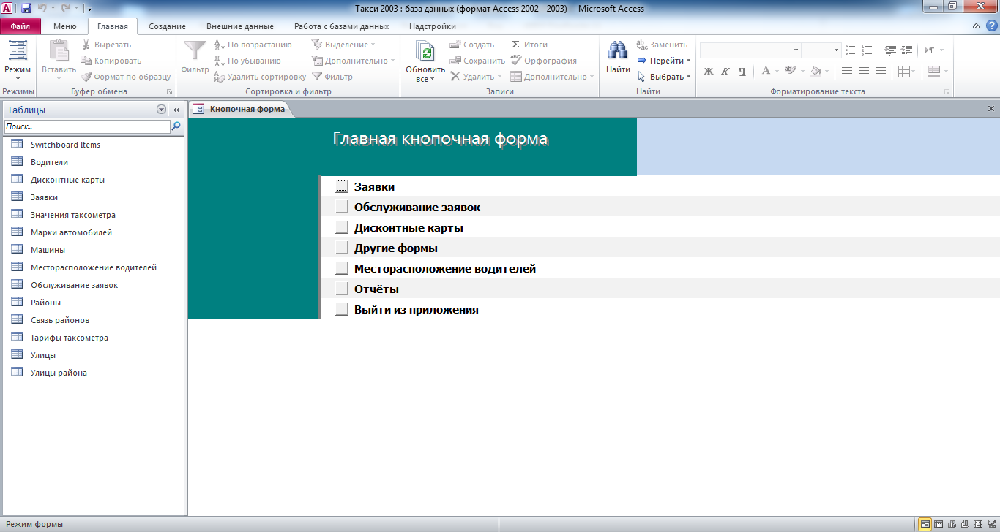 Такси 2003 : база данных (формат Access 2002 - 2003) - Microsoft Access
Файл Меню Главная Создание Внешние данные Работа с базами данных Надстройки
Режим
Режимы
Вставить
Вырезать
Копировать
Формат по образцу
Буфер обмена
Фильтр
По возрастанию
По убыванию
Удалить сортировку
Выделение
Дополнительно
Фильтр
Сортировка и фильтр
Обновить
все
Создать
Сохранить
Удалить
Итоги
Орфография
Дополнительно
Записи
Найти
Заменить
Перейти
Выбрать
Найти
Ж К Ч А
Форматирование текста
Таблицы
Поиск...
Switchboard Items
Водители
Дисконтные карты
Заявки
Значения таксометра
Марки автомобилей
Машины
Месторасположение водителей
Обслуживание заявок
Районы
Связь районов
Тарифы таксометра
Улицы
Улицы района
Кнопочная форма
Главная кнопочная форма
Заявки
Обслуживание заявок
Дисконтные карты
Другие формы
Месторасположение водителей
Отчёты
Выйти из приложения
Режим формы